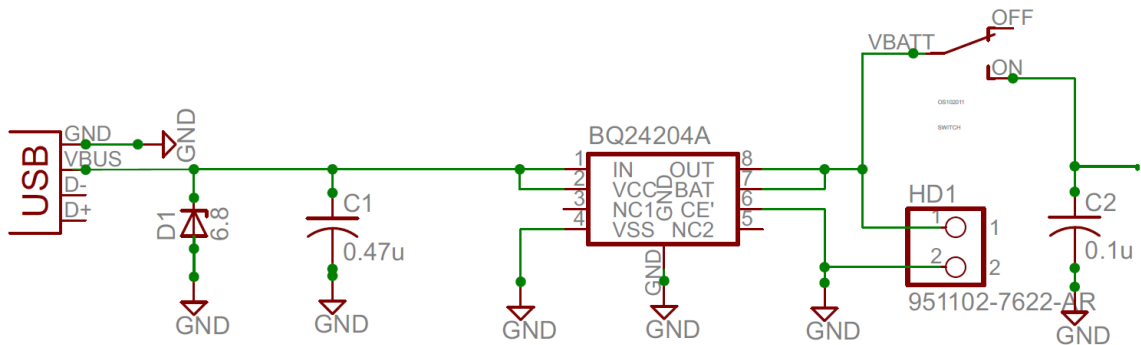 OFF
VBATT
ON
OS102011
SWITCH
USB
GND
VBUS
D-
D+
GND
D1
6.8
GND
C1
0.47u
GND
BQ24204A
1
2
3
4
IN
VCC
NC1
VSS
GND
OUT
BAT
CE'
NC2
8
7
6
5
GND
GND
GND
GND
HD1
1
1
2
2
951102-7622-AR
C2
0.1u
GND